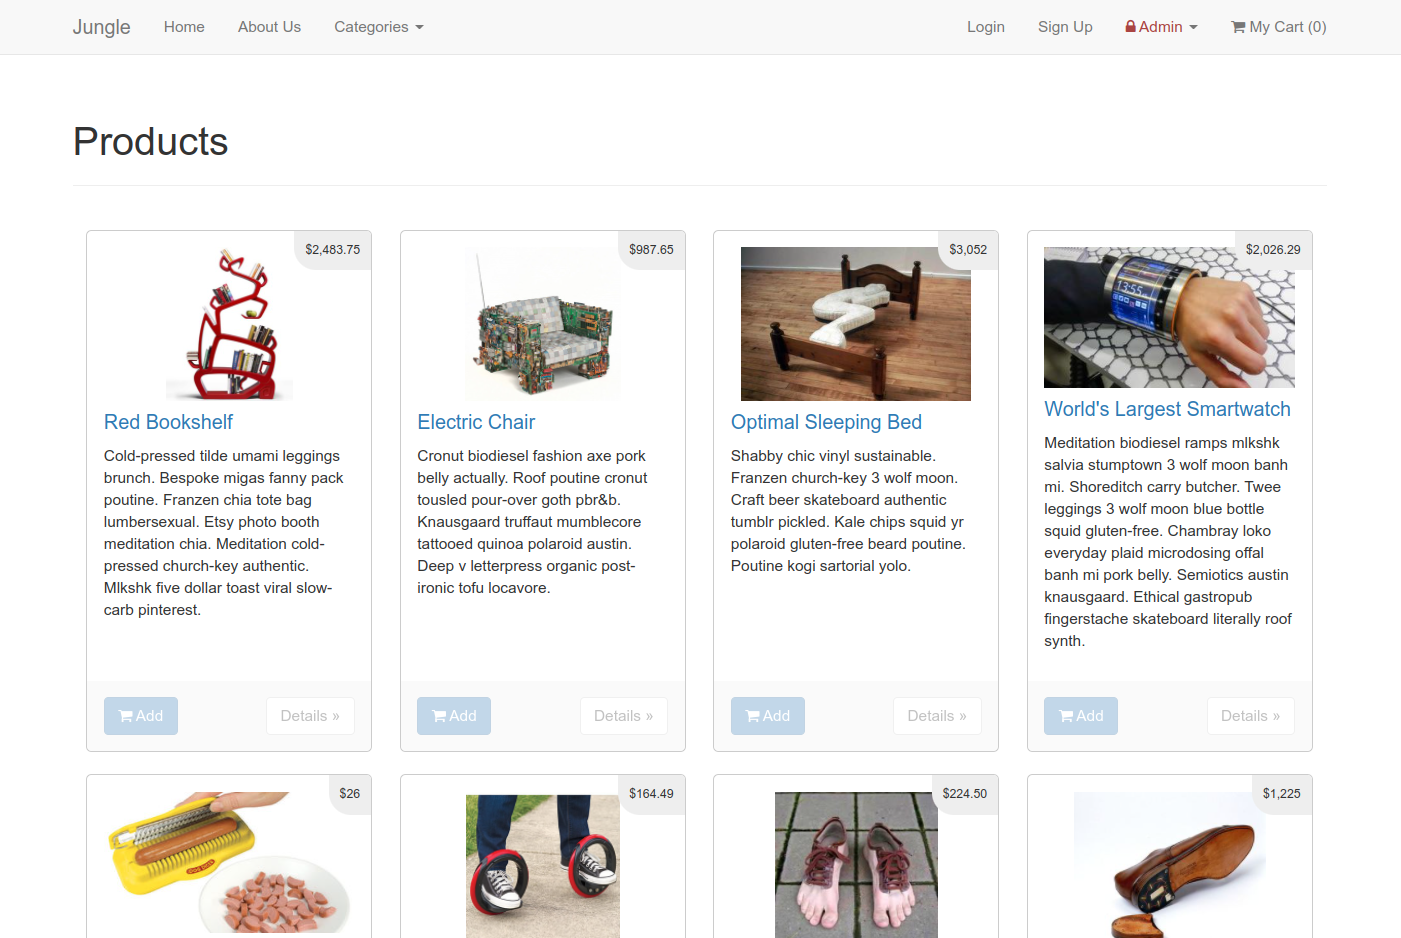 Jungle Home About Us Categories Login Sign Up Admin My Cart (0)
Products
$2,483.75
Red Bookshelf
Cold-pressed tilde umami leggings
brunch. Bespoke migas fanny pack
poutine. Franzen chia tote bag
lumbersexual. Etsy photo booth
meditation chia. Meditation cold-
pressed church-key authentic.
Mlkshk five dollar toast viral slow-
carb pinterest.
Add Details »
$987.65
Electric Chair
Cronut biodiesel fashion axe pork
belly actually. Roof poutine cronut
tousled pour-over goth pbr&b.
Knausgaard truffaut mumblecore
tattooed quinoa polaroid austin.
Deep v letterpress organic post-
ironic tofu locavore.
Add Details »
$3,052
Optimal Sleeping Bed
Shabby chic vinyl sustainable.
Franzen church-key 3 wolf moon.
Craft beer skateboard authentic
tumblr pickled. Kale chips squid yr
polaroid gluten-free beard poutine.
Poutine kogi sartorial yolo.
Add Details »
$2,026.29
13:55
World's Largest Smartwatch
Meditation biodiesel ramps mlkshk
salvia stumptown 3 wolf moon banh
mi. Shoreditch carry butcher. Twee
leggings 3 wolf moon blue bottle
squid gluten-free. Chambray loko
everyday plaid microdosing offal
banh mi pork belly. Semiotics austin
knausgaard. Ethical gastropub
fingerstache skateboard literally roof
synth.
Add Details »
$26
$164.49
$224.50
$1,225